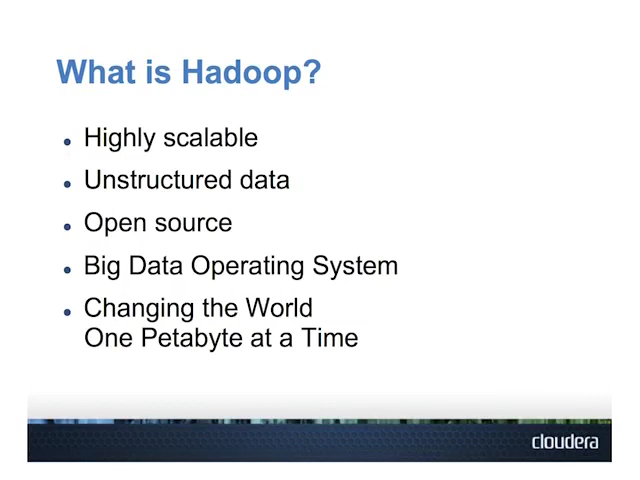 What is Hadoop?
Highly scalable
Unstructured data
Open source
Big Data Operating System
Changing the World
One Petabyte at a Time
cloudera